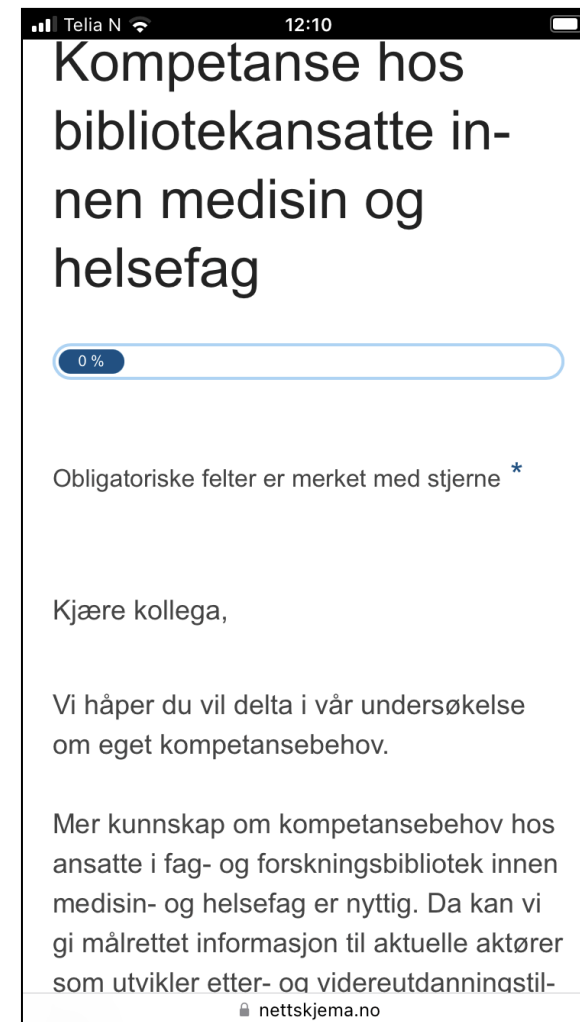 Telia N 12:10
Kompetanse hos
bibliotekansatte in-
nen medisin og
helsefag
0 %
Obligatoriske felter er merket med stjerne *
Kjære kollega,
Vi håper du vil delta i vår undersøkelse
om eget kompetansebehov.
Mer kunnskap om kompetansebehov hos
ansatte i fag- og forskningsbibliotek innen
medisin- og helsefag er nyttig. Da kan vi
gi målrettet informasjon til aktuelle aktører
som utvikler etter- og videreutdanningstil-
nettskjema.no